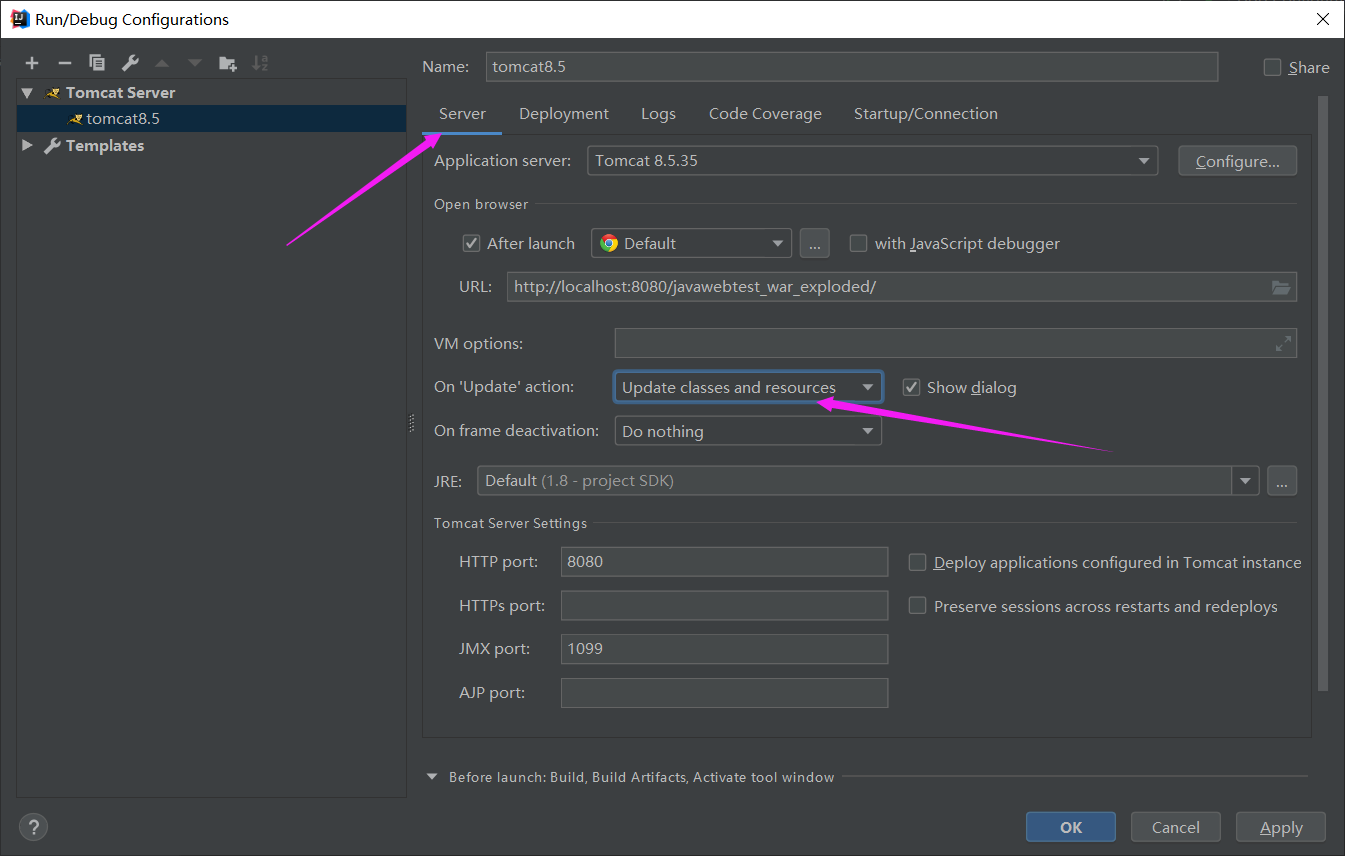 Run/Debug Configurations
Name: tomcat8.5 Share
Tomcat Server
tomcat8.5
Templates
Server Deployment Logs Code Coverage Startup/Connection
Application server: Tomcat 8.5.35 Configure...
Open browser
After launch Default ... with JavaScript debugger
URL: http://localhost:8080/javawebtest_war_exploded/
VM options:
On 'Update' action: Update classes and resources Show dialog
On frame deactivation: Do nothing
JRE: Default (1.8 - project SDK) ...
Tomcat Server Settings
HTTP port: 8080 Deploy applications configured in Tomcat instance
HTTPs port: Preserve sessions across restarts and redeploys
JMX port: 1099
AJP port:
Before launch: Build, Build Artifacts, Activate tool window
? OK Cancel Apply